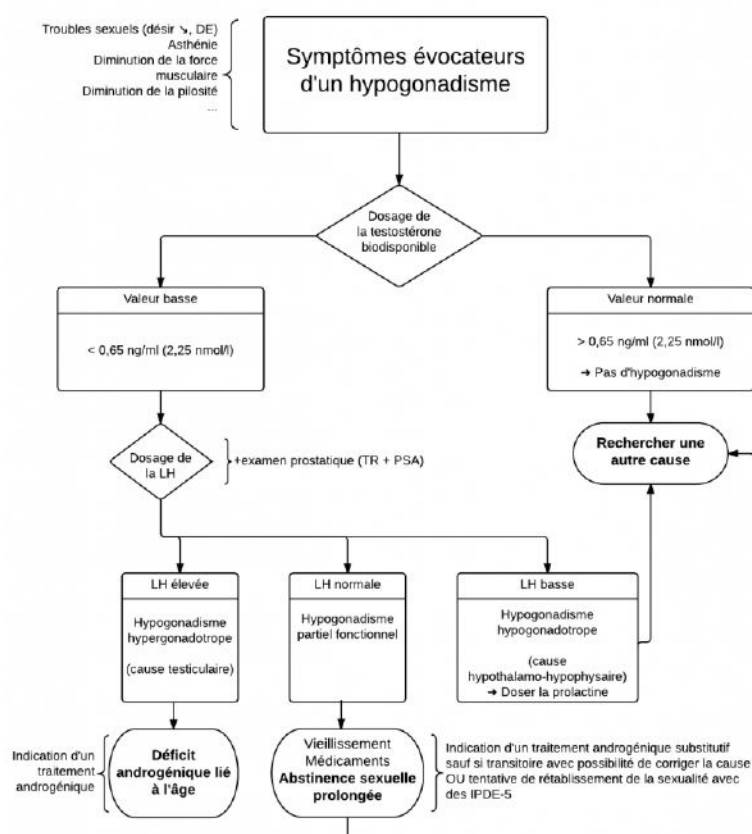 Troubles sexuels (désir ↘, DE)
Asthénie
Diminution de la force
musculaire
Diminution de la pilosité
...
Symptômes évocateurs
d'un hypogonadisme
Dosage de
la testostérone
biodisponible
Valeur basse
< 0,65 ng/ml (2,25 nmol/l)
Valeur normale
> 0,65 ng/ml (2,25 nmol/l)
➔ Pas d'hypogonadisme
Dosage de
la LH
+examen prostatique (TR + PSA)
Rechercher une
autre cause
LH élevée
Hypogonadisme
hypergonadotrope
(cause testiculaire)
LH normale
Hypogonadisme
partiel fonctionnel
LH basse
Hypogonadisme
hypogonadotrope
(cause
hypothalamo-hypophysaire)
➔ Doser la prolactine
Indication d'un
traitement
androgénique
Déficit
androgénique lié
à l'âge
Vieillissement
Médicaments
Abstinence sexuelle
prolongée
Indication d'un traitement androgénique substitutif
sauf si transitoire avec possibilité de corriger la cause
OU tentative de rétablissement de la sexualité avec
des IPDE-5